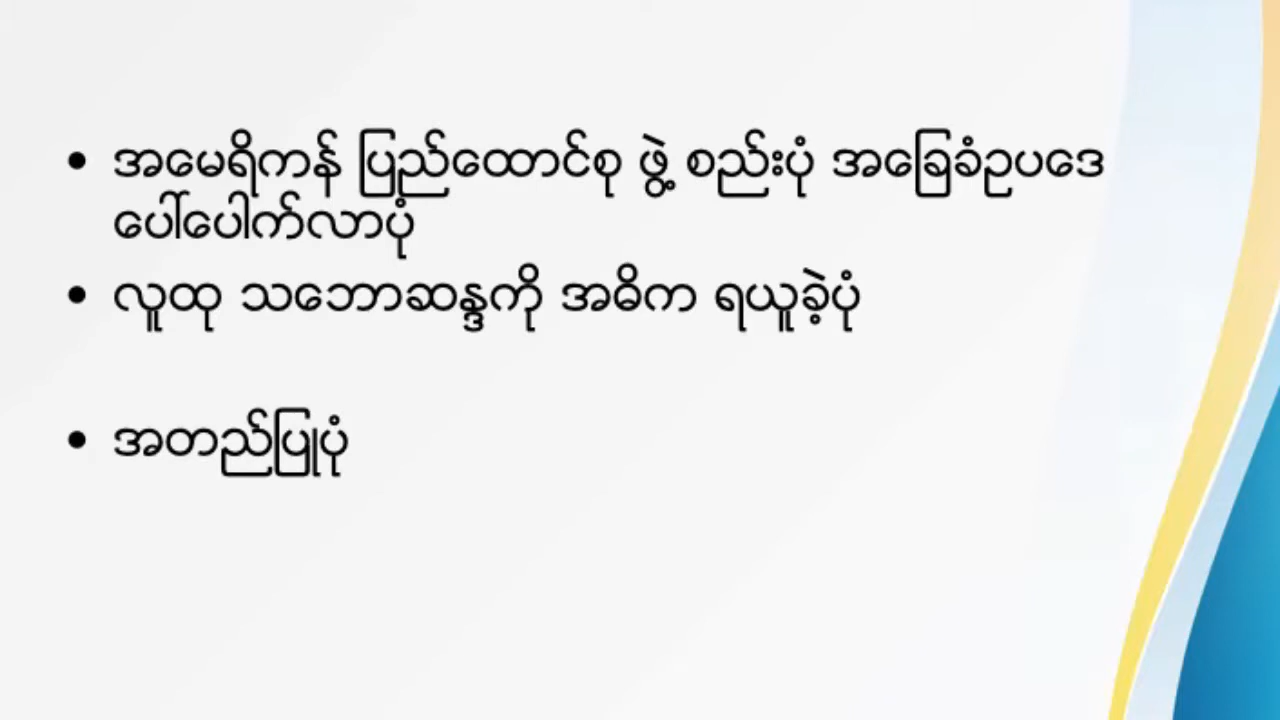 • အမေရိကန် ပြည်ထောင်စု ဖွဲ့ စည်းပုံ အခြေခံဥပဒေ
ပေါ်ပေါက်လာပုံ
• လူထု သဘောဆန္ဒကို အဓိက ရယူခဲ့ပုံ
• အတည်ပြုပုံ